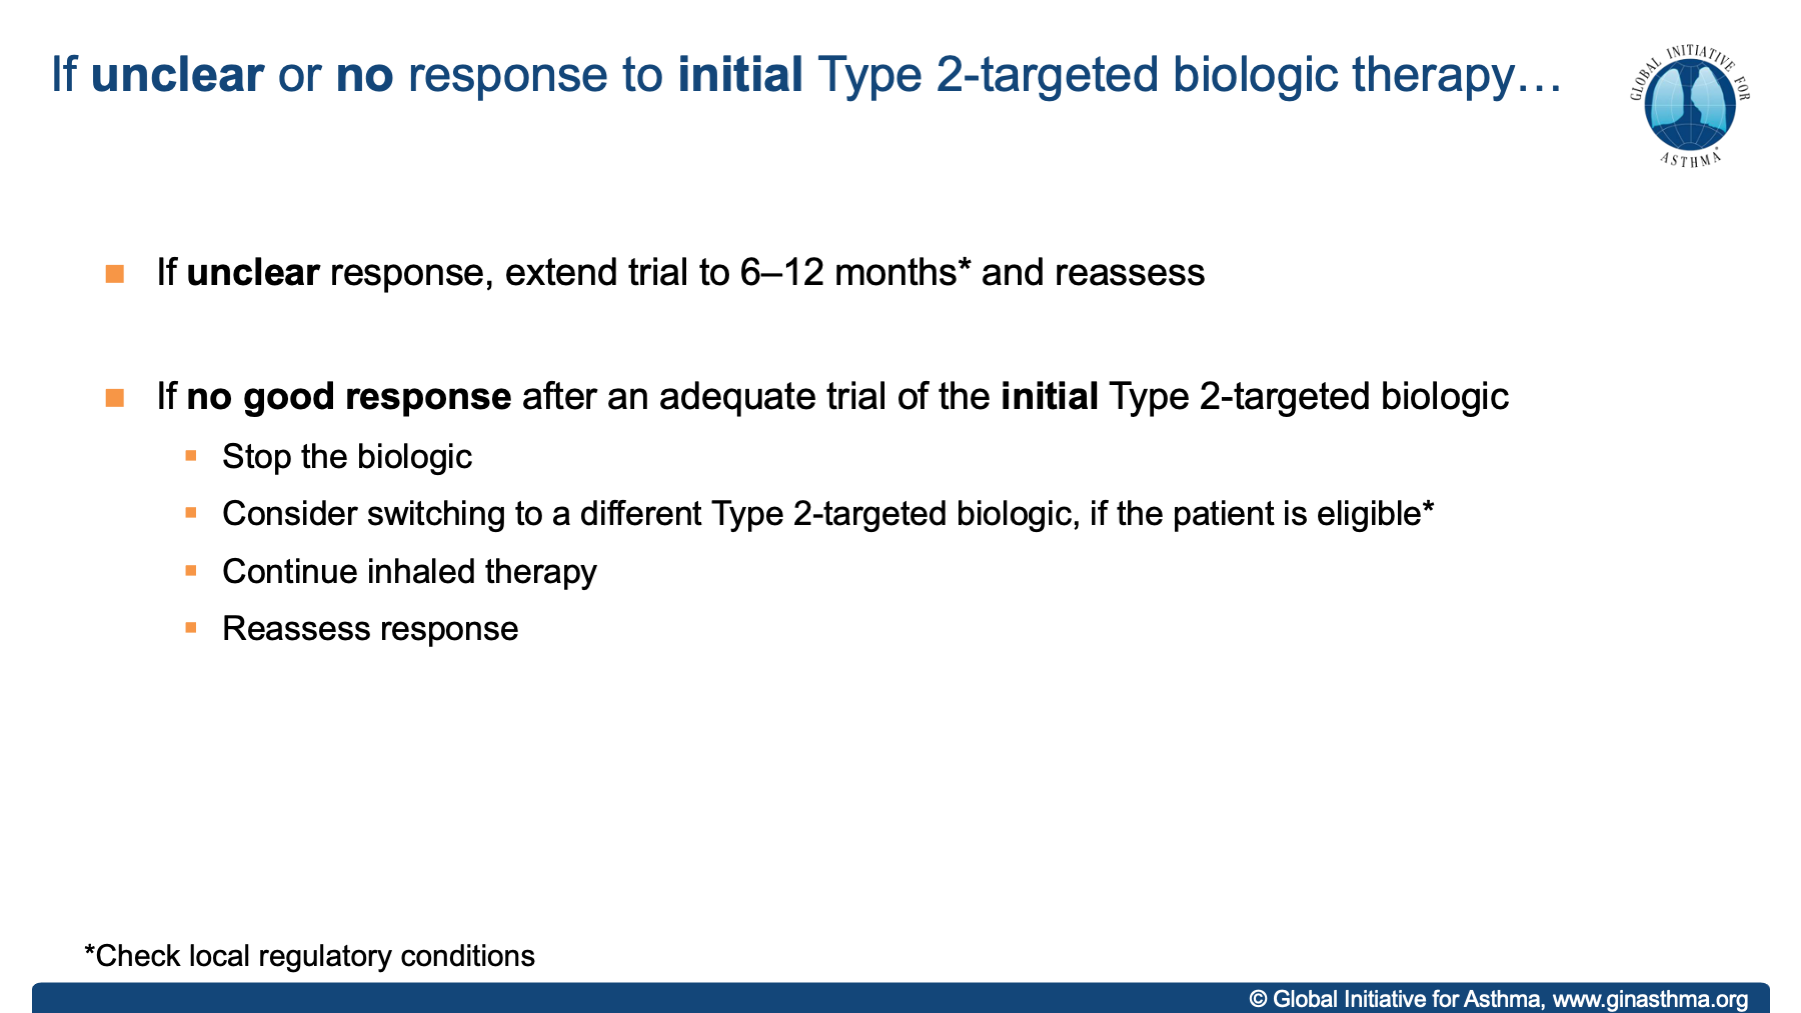 If unclear or no response to initial Type 2-targeted biologic therapy…
GLOBAL INITIATIVE FOR
ASTHMA®
If unclear response, extend trial to 6–12 months* and reassess
If no good response after an adequate trial of the initial Type 2-targeted biologic
Stop the biologic
Consider switching to a different Type 2-targeted biologic, if the patient is eligible*
Continue inhaled therapy
Reassess response
*Check local regulatory conditions
© Global Initiative for Asthma, www.ginasthma.org